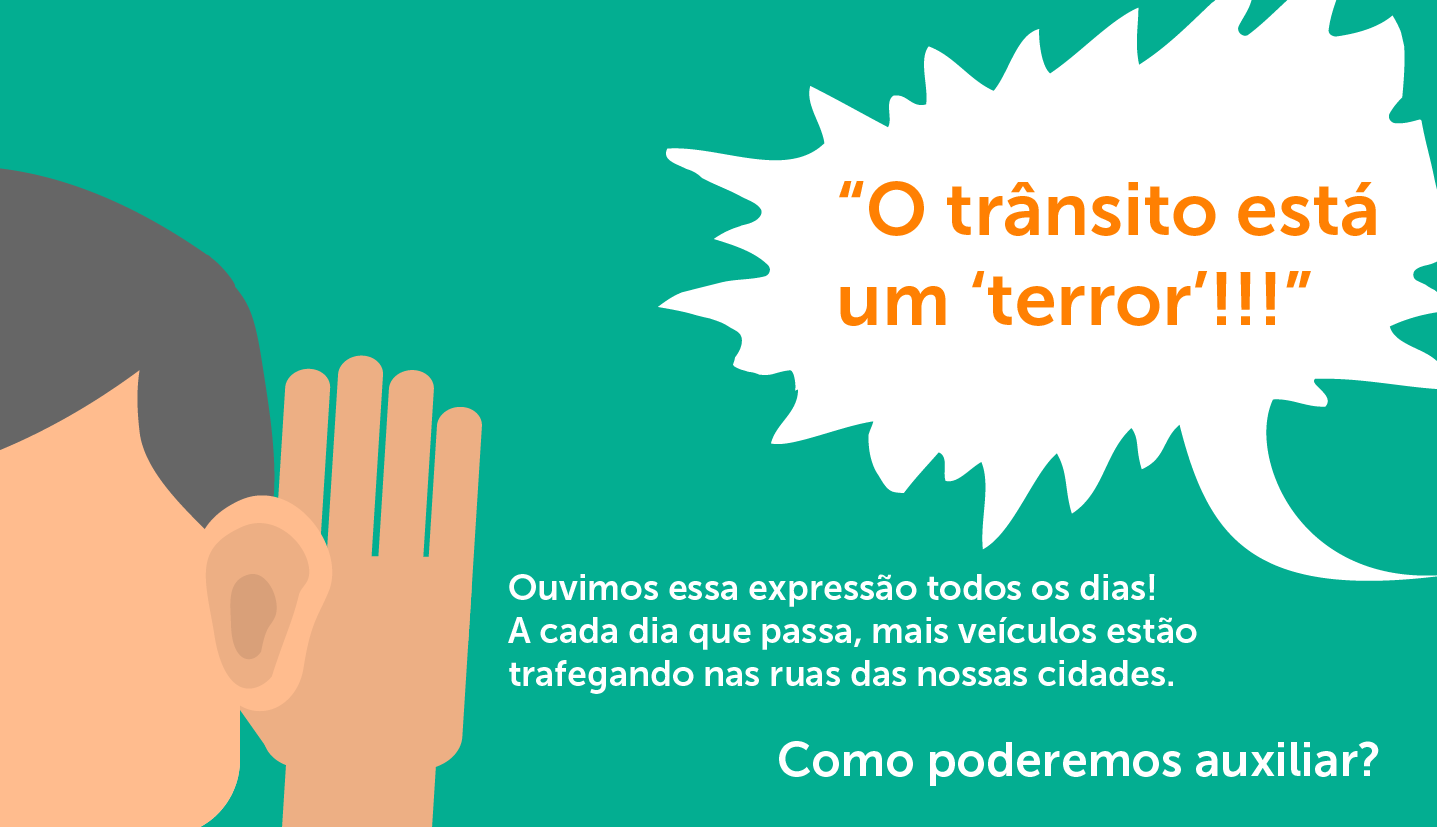 “O trânsito está
um ‘terror’!!!”
Ouvimos essa expressão todos os dias!
A cada dia que passa, mais veículos estão
trafegando nas ruas das nossas cidades.
Como poderemos auxiliar?